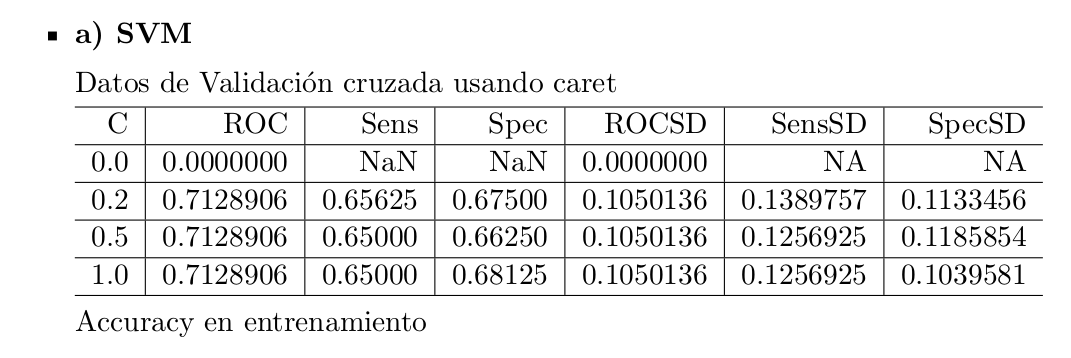 ▪ a) SVM
Datos de Validación cruzada usando caret
C ROC Sens Spec ROCSD SensSD SpecSD
0.0 0.0000000 NaN NaN 0.0000000 NA NA
0.2 0.7128906 0.65625 0.67500 0.1050136 0.1389757 0.1133456
0.5 0.7128906 0.65000 0.66250 0.1050136 0.1256925 0.1185854
1.0 0.7128906 0.65000 0.68125 0.1050136 0.1256925 0.1039581
Accuracy en entrenamiento